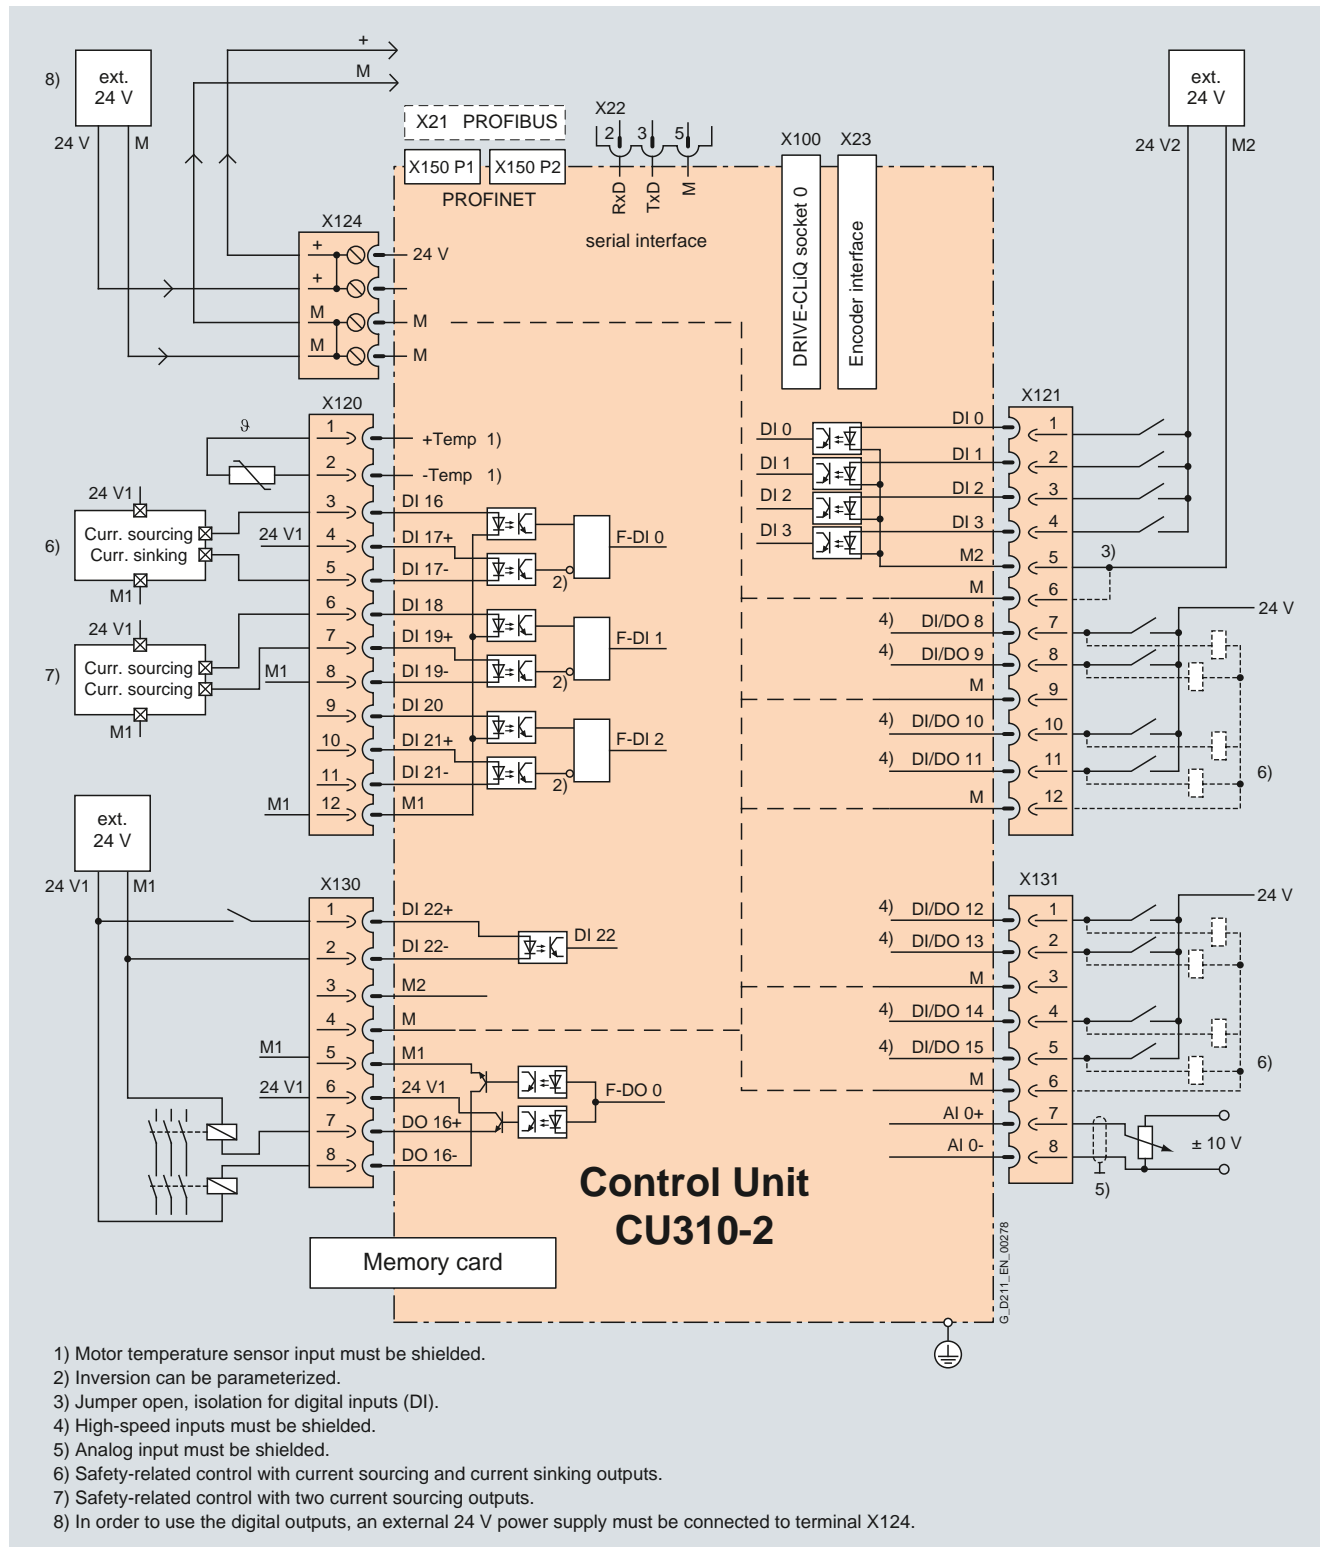 +
M
8)
ext.
24 V
24 V
M
X21 PROFIBUS
X150 P1
X150 P2
PROFINET
X22
2
3
5
RxD
TxD
M
serial interface
X100
X23
DRIVE-CLiQ socket 0
Encoder interface
ext.
24 V
24 V2
M2
X124
+
24 V
+
M
M
M
M
X120
ϑ
1
+Temp 1)
2
-Temp 1)
24 V1
3
DI 16
6)
Curr. sourcing
Curr. sinking
24 V1
4
DI 17+
F-DI 0
5
DI 17-
2)
M1
6
DI 18
24 V1
7
DI 19+
F-DI 1
7)
Curr. sourcing
Curr. sourcing
M1
8
DI 19-
2)
M1
9
DI 20
10
DI 21+
F-DI 2
11
DI 21-
2)
M1
12
M1
X121
DI 0
DI 0
1
DI 1
DI 1
2
DI 2
DI 2
3
DI 3
DI 3
4
M2
5
3)
M
6
24 V
4)
DI/DO 8
7
4)
DI/DO 9
8
M
9
4)
DI/DO 10
10
4)
DI/DO 11
11
6)
M
12
ext.
24 V
24 V1
M1
X130
1
DI 22+
2
DI 22-
DI 22
3
M2
4
M
M1
5
M1
24 V1
6
24 V1
F-DO 0
7
DO 16+
8
DO 16-
X131
24 V
4)
DI/DO 12
1
4)
DI/DO 13
2
M
3
4)
DI/DO 14
4
4)
DI/DO 15
5
6)
M
6
AI 0+
7
± 10 V
AI 0-
8
5)
Control Unit
CU310-2
Memory card
G_D211_EN_00278
1) Motor temperature sensor input must be shielded.
2) Inversion can be parameterized.
3) Jumper open, isolation for digital inputs (DI).
4) High-speed inputs must be shielded.
5) Analog input must be shielded.
6) Safety-related control with current sourcing and current sinking outputs.
7) Safety-related control with two current sourcing outputs.
8) In order to use the digital outputs, an external 24 V power supply must be connected to terminal X124.